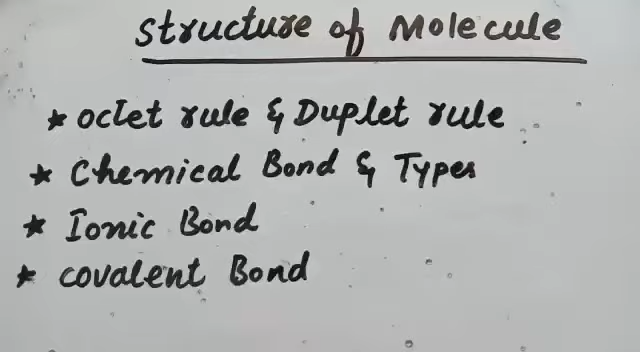 Structure of Molecule
* Octet rule & Duplet rule
* Chemical Bond & Types
* Ionic Bond
* Covalent Bond